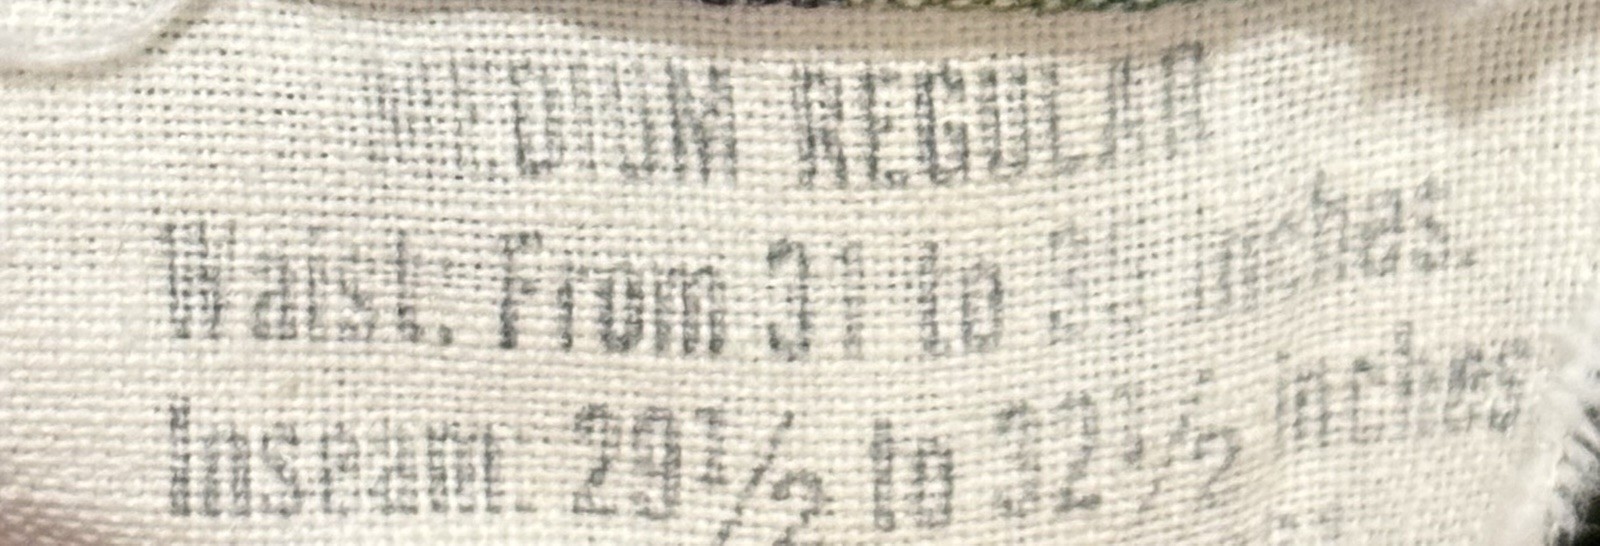 MEDIUM REGULAR
Waist: From 31 to inches.
Inseam: 29½ to 32½ inches